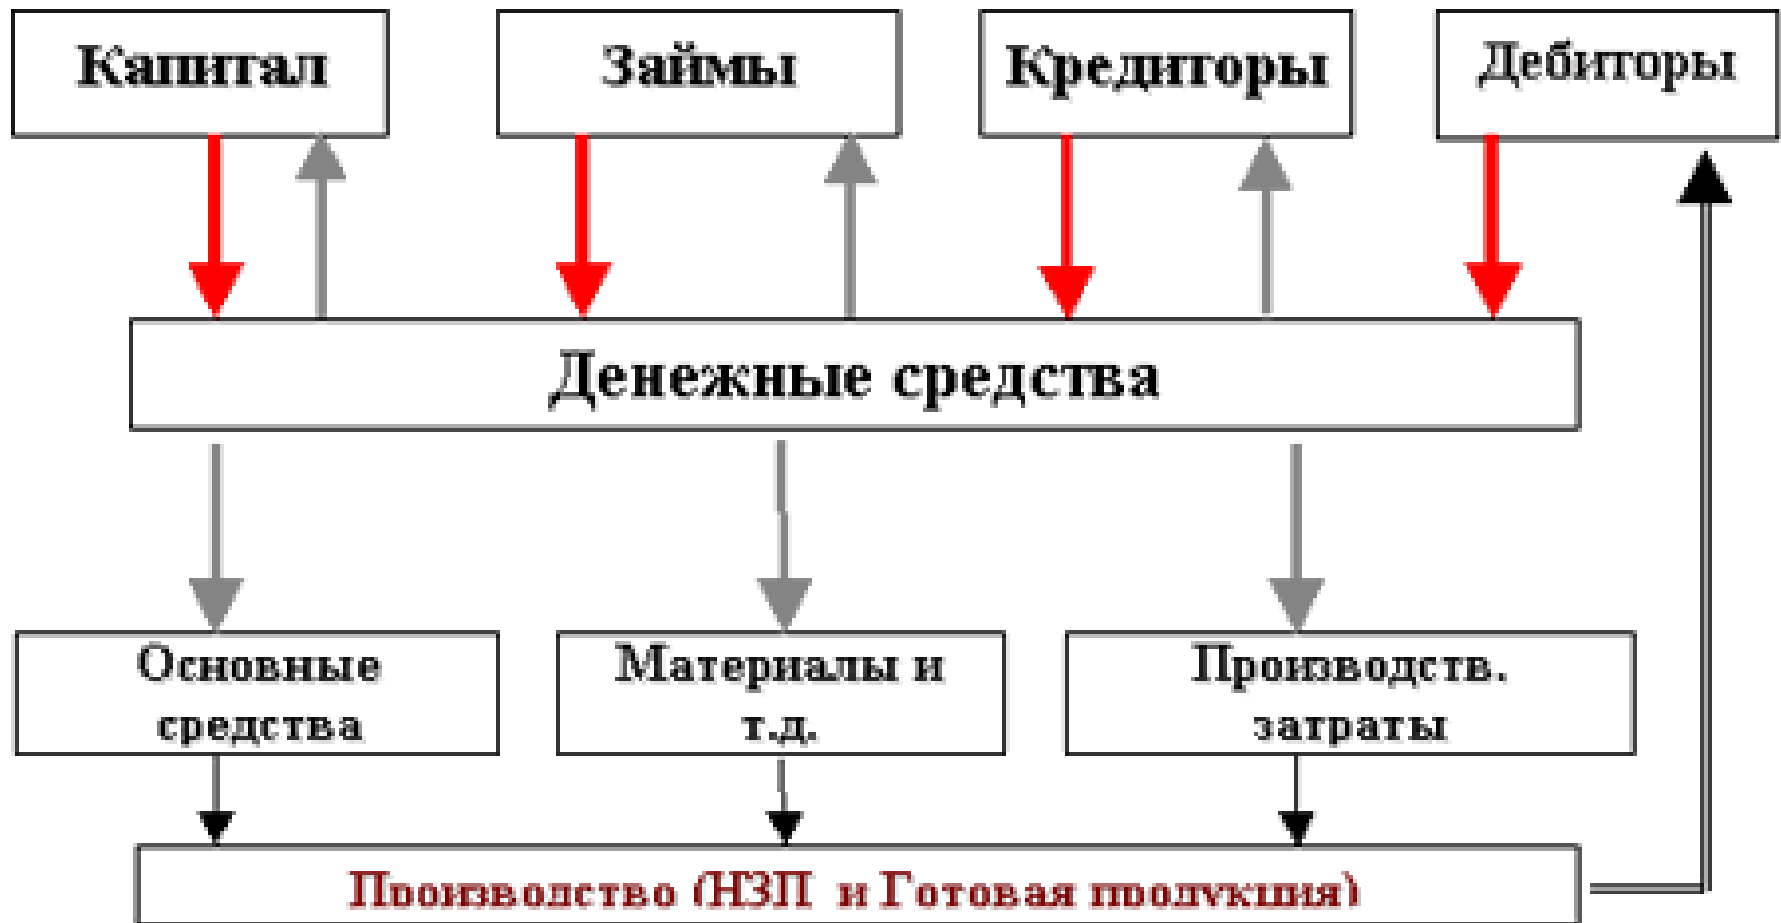 Капитал
Займы
Кредиторы
Дебиторы
Денежные средства
Основные
средства
Материалы и
т.д.
Производств.
затраты
Производство (НЗП и Готовая продукция)